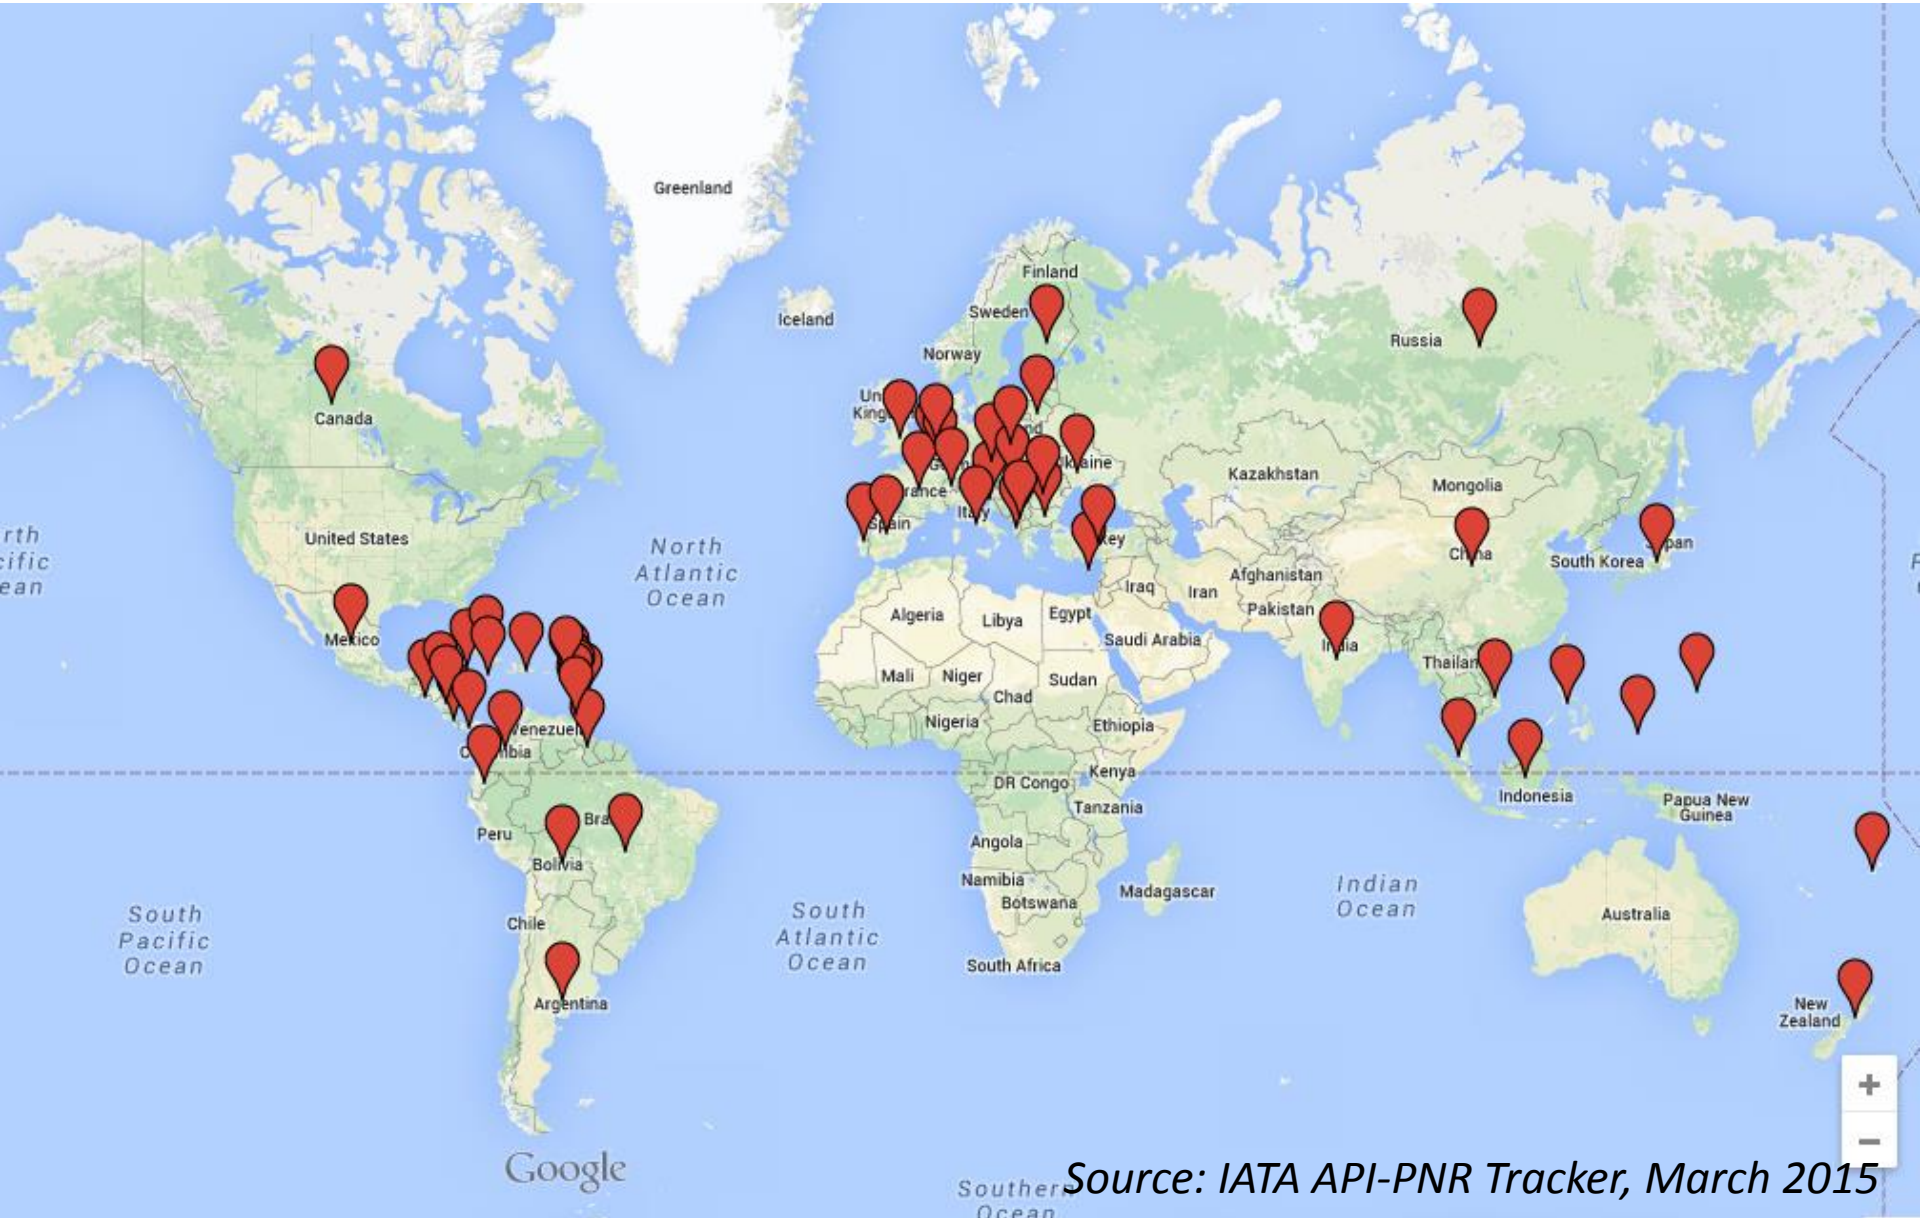 Greenland
Finland
Iceland
Sweden
Russia
Norway
Canada
Kazakhstan
Mongolia
United States
North
Atlantic
Ocean
Spain
South Korea
Afghanistan
Iraq
Iran
Pakistan
Algeria
Libya
Egypt
Saudi Arabia
Mexico
Mali
Niger
Sudan
Chad
Nigeria
Ethiopia
DR Congo
Kenya
Tanzania
Indonesia
Papua New
Guinea
Peru
Bolivia
Angola
Namibia
Botswana
Madagascar
Indian
Ocean
Australia
South
Pacific
Ocean
Chile
South
Atlantic
Ocean
South Africa
Argentina
New
Zealand
+
−
Google
Southern
Ocean
Source: IATA API-PNR Tracker, March 2015